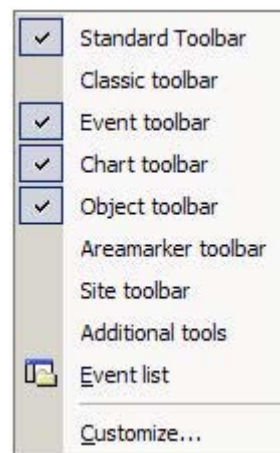 Standard Toolbar
Classic toolbar
Event toolbar
Chart toolbar
Object toolbar
Areamarker toolbar
Site toolbar
Additional tools
Event list
Customize...